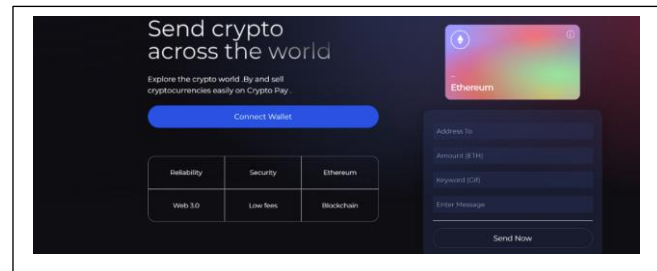 Send crypto
across the world
Explore the crypto world .By and sell
cryptocurrencies easily on Crypto Pay .
Connect Wallet
Reliability Security Ethereum
Web 3.0 Low fees Blockchain
Ethereum
Address To
Amount (ETH)
Keyword (Gif)
Enter Message
Send Now